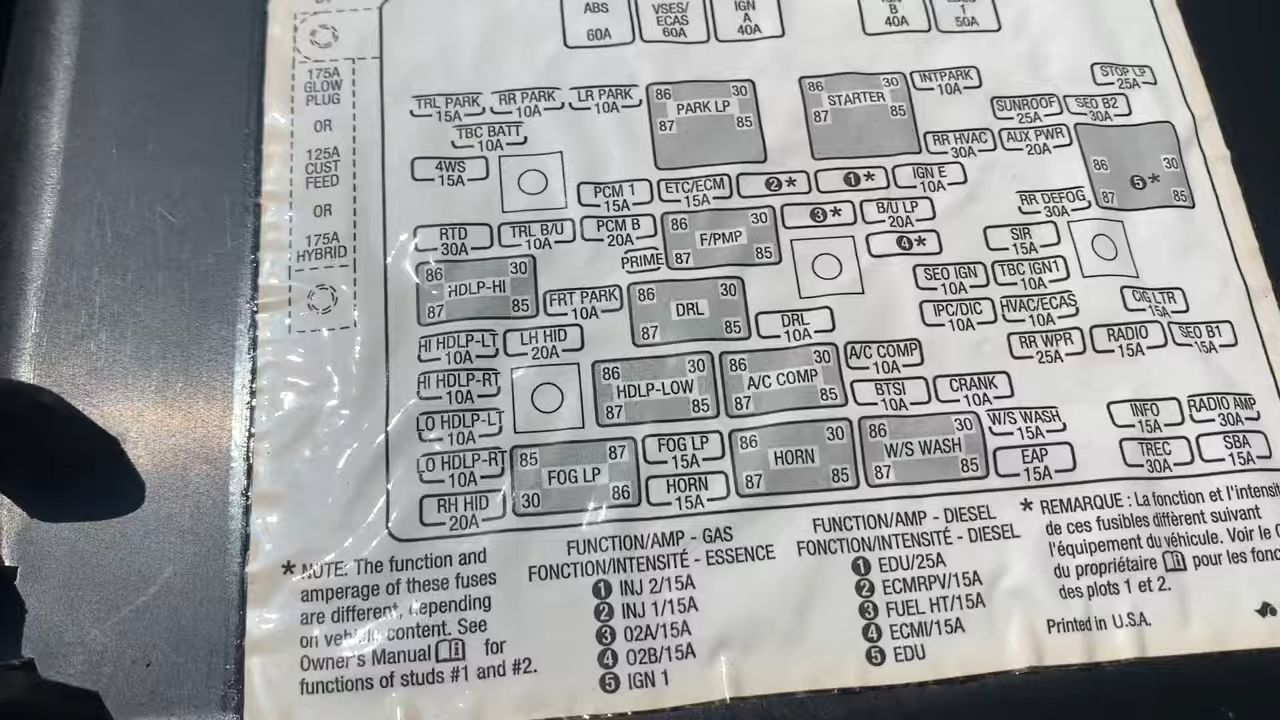 ABS
60A
VSES/
ECAS
60A
IGN
A
40A
B
40A
1
50A
175A
GLOW
PLUG
OR
125A
CUST
FEED
OR
175A
HYBRID
TRL PARK
15A
RR PARK
10A
LR PARK
10A
86 30
PARK LP
87 85
86 30
STARTER
87 85
INTPARK
10A
STOP LP
25A
TBC BATT
10A
SUNROOF
25A
SEO B2
30A
4WS
15A
RR HVAC
30A
AUX PWR
20A
86 30
❺*
87 85
PCM 1
15A
ETC/ECM
15A
❷*
❶*
IGN E
10A
RR DEFOG
30A
RTD
30A
TRL B/U
10A
PCM B
20A
86 30
F/PMP
87 85
❸*
B/U LP
20A
❹*
SIR
15A
PRIME
86 30
HDLP-HI
87 85
FRT PARK
10A
86 30
DRL
87 85
DRL
10A
SEO IGN
10A
TBC IGN1
10A
IPC/DIC
10A
HVAC/ECAS
10A
CIG LTR
15A
HI HDLP-LT
10A
LH HID
20A
RR WPR
25A
RADIO
15A
SEO B1
15A
HI HDLP-RT
10A
86 30
HDLP-LOW
87 85
86 30
A/C COMP
87 85
A/C COMP
10A
BTSI
10A
CRANK
10A
LO HDLP-LT
10A
W/S WASH
15A
INFO
15A
RADIO AMP
30A
LO HDLP-RT
10A
85 87
FOG LP
30 86
FOG LP
15A
86 30
HORN
87 85
86 30
W/S WASH
87 85
EAP
15A
TREC
30A
SBA
15A
RH HID
20A
HORN
15A
* NOTE: The function and
amperage of these fuses
are different, depending
on vehicle content. See
Owner's Manual for
functions of studs #1 and #2.
FUNCTION/AMP - GAS
FONCTION/INTENSITÉ - ESSENCE
❶ INJ 2/15A
❷ INJ 1/15A
❸ 02A/15A
❹ 02B/15A
❺ IGN 1
FUNCTION/AMP - DIESEL
FONCTION/INTENSITÉ - DIESEL
❶ EDU/25A
❷ ECMRPV/15A
❸ FUEL HT/15A
❹ ECMI/15A
❺ EDU
* REMARQUE : La fonction et l'intensit
de ces fusibles diffèrent suivant
l'équipement du véhicule. Voir le
du propriétaire pour les fonc
des plots 1 et 2.
Printed in U.S.A.